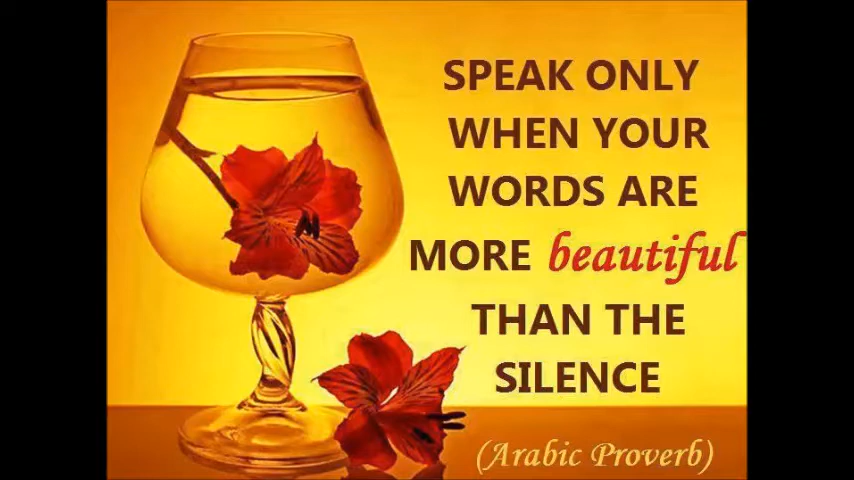 SPEAK ONLY
WHEN YOUR
WORDS ARE
MORE beautiful
THAN THE
SILENCE
(Arabic Proverb)